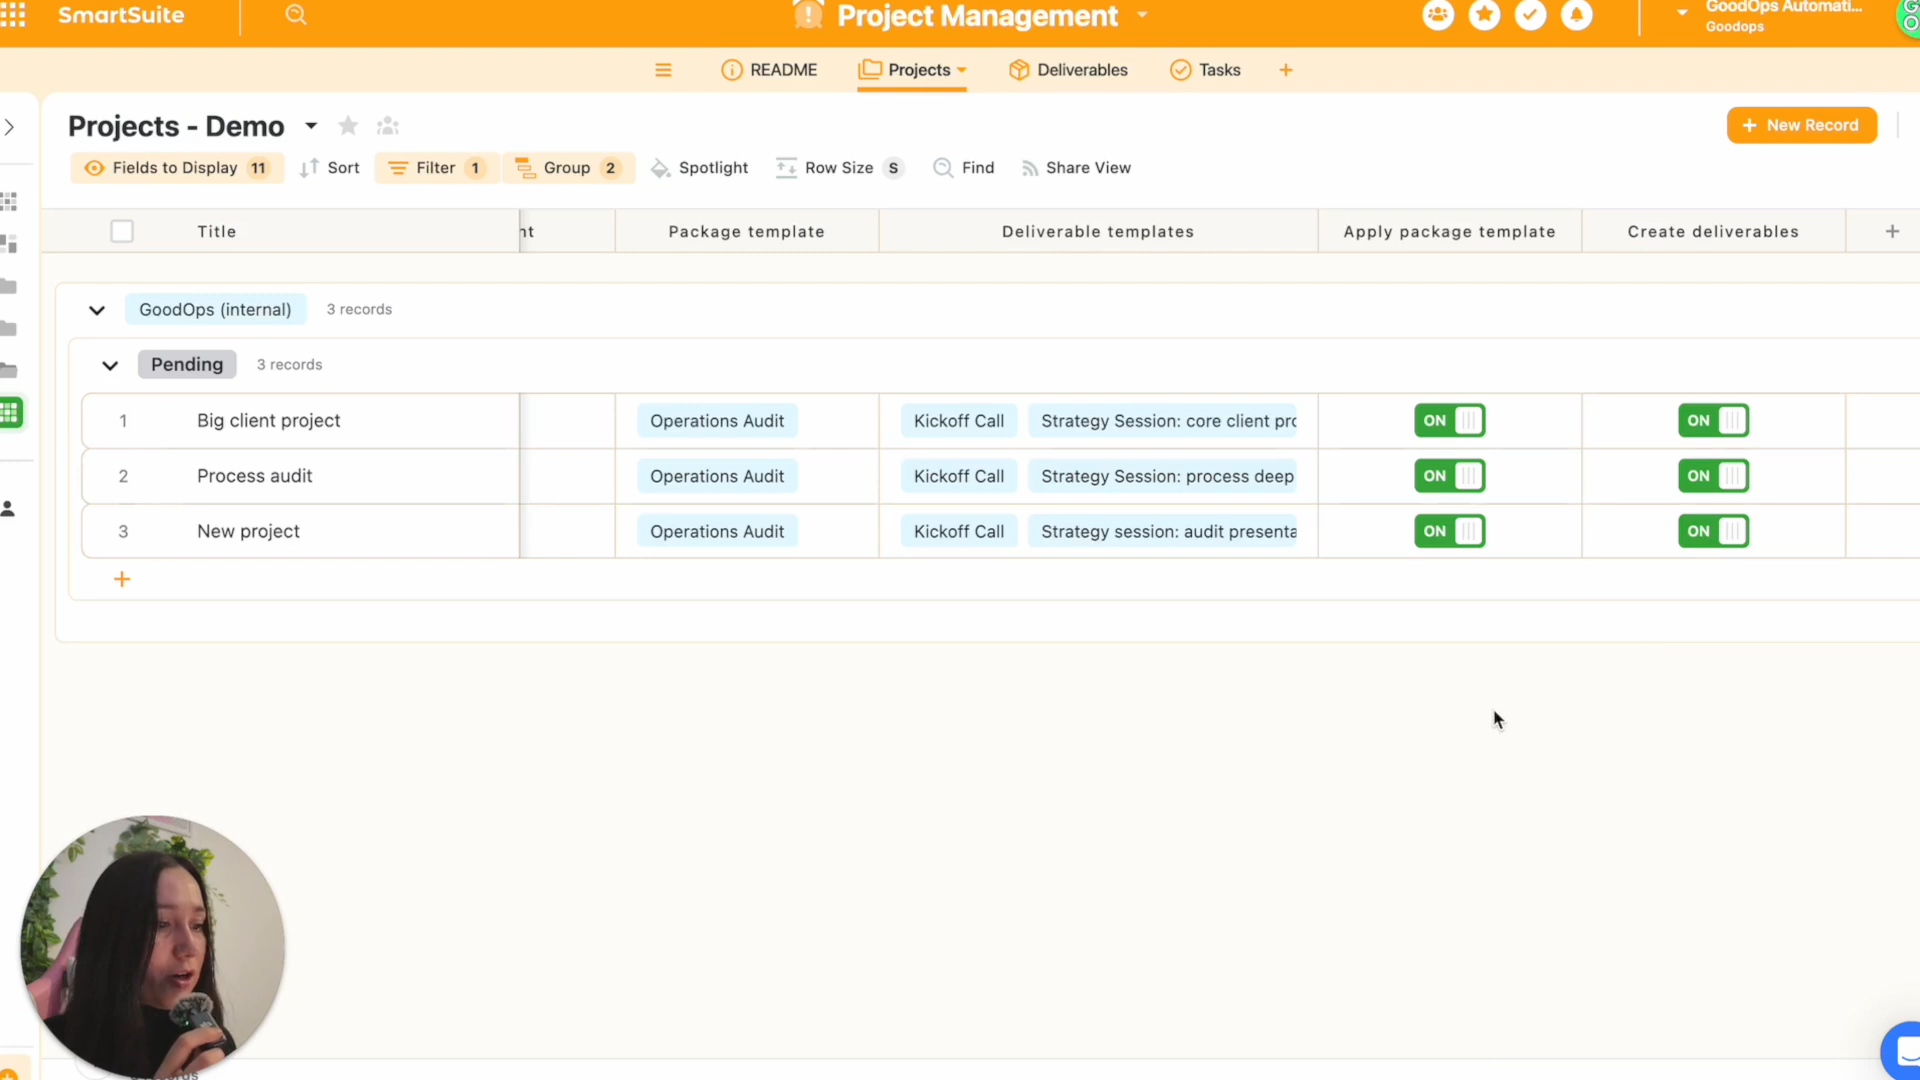 SmartSuite
Project Management
GoodOps Automati...
Goodops
README
Projects
Deliverables
Tasks
Projects - Demo
New Record
Fields to Display 11
Sort
Filter 1
Group 2
Spotlight
Row Size S
Find
Share View
Title
nt
Package template
Deliverable templates
Apply package template
Create deliverables
GoodOps (internal) 3 records
Pending 3 records
1 Big client project Operations Audit Kickoff Call Strategy Session: core client pro ON ON
2 Process audit Operations Audit Kickoff Call Strategy Session: process deep ON ON
3 New project Operations Audit Kickoff Call Strategy session: audit presenta ON ON